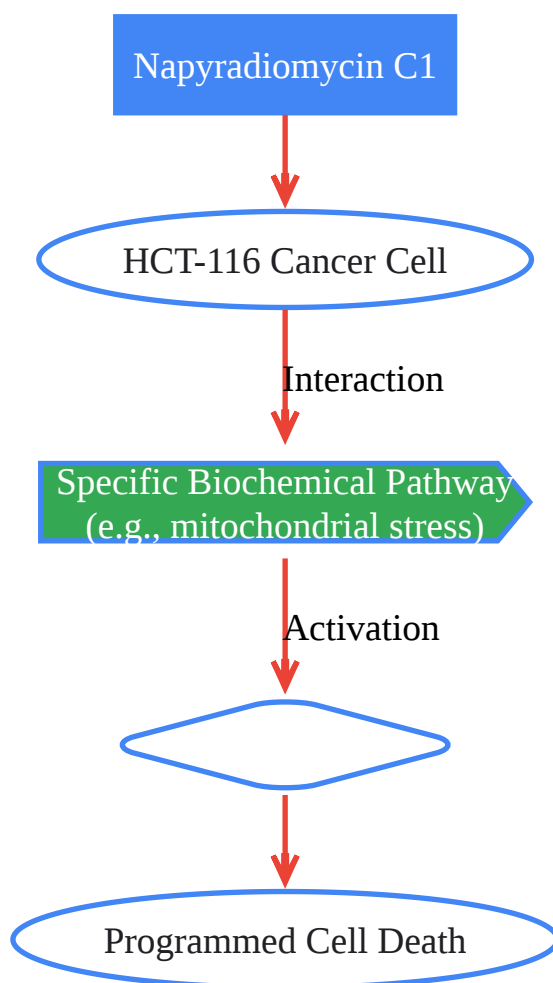 Napyradiomycin C1
HCT-116 Cancer Cell
Interaction
Specific Biochemical Pathway
(e.g., mitochondrial stress)
Activation
Programmed Cell Death